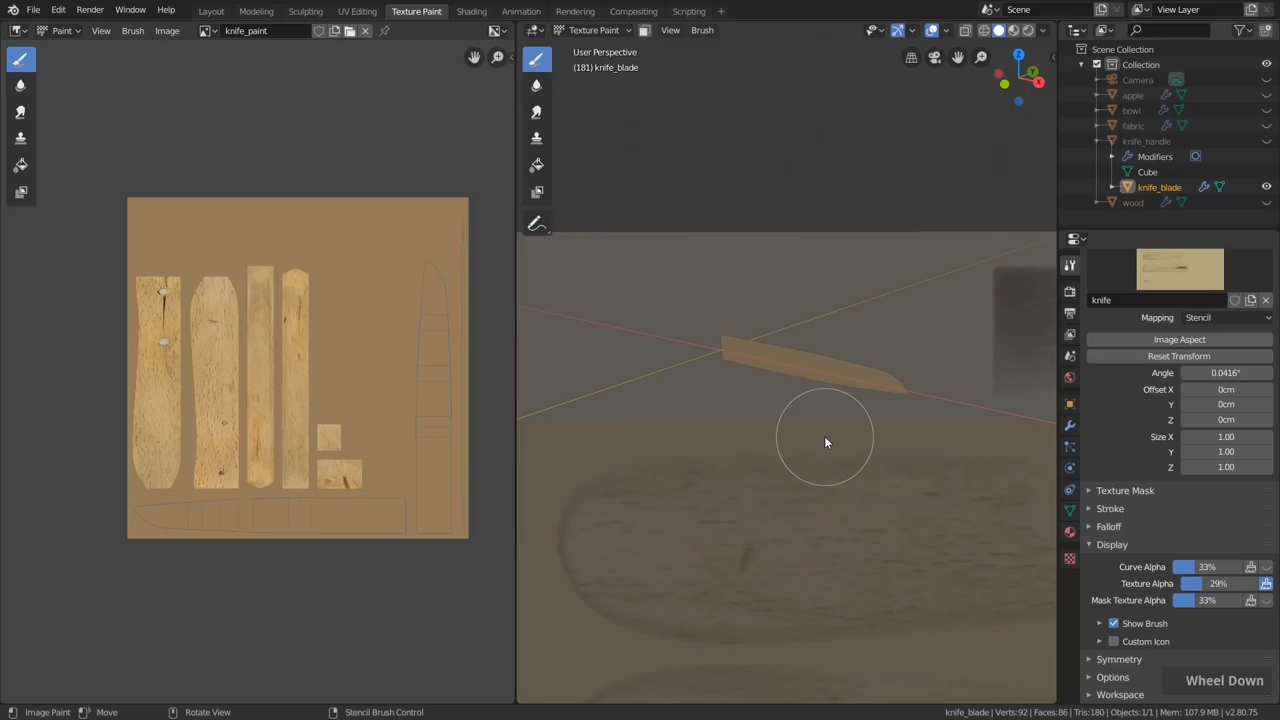 File Edit Render Window Help Layout Modeling Sculpting UV Editing Texture Paint Shading Animation Rendering Compositing Scripting + Scene View Layer
Paint View Brush Image knife_paint Texture Paint View Brush
User Perspective
(181) knife_blade
Z
Y
X
Scene Collection
Collection
Camera
apple
bowl
fabric
knife_handle
Modifiers
Cube
knife_blade
wood
knife
Mapping Stencil
Image Aspect
Reset Transform
Angle 0.0416°
Offset X 0cm
Y 0cm
Z 0cm
Size X 1.00
Y 1.00
Z 1.00
Texture Mask
Stroke
Falloff
Display
Curve Alpha 33%
Texture Alpha 29%
Mask Texture Alpha 33%
Show Brush
Custom Icon
Symmetry
Options
Workspace
Wheel Down
Image Paint Move Rotate View Stencil Brush Control knife_blade | Verts:92 | Faces:86 | Tris:180 | Objects:1/1 | Mem: 107.9 MB | v2.80.75